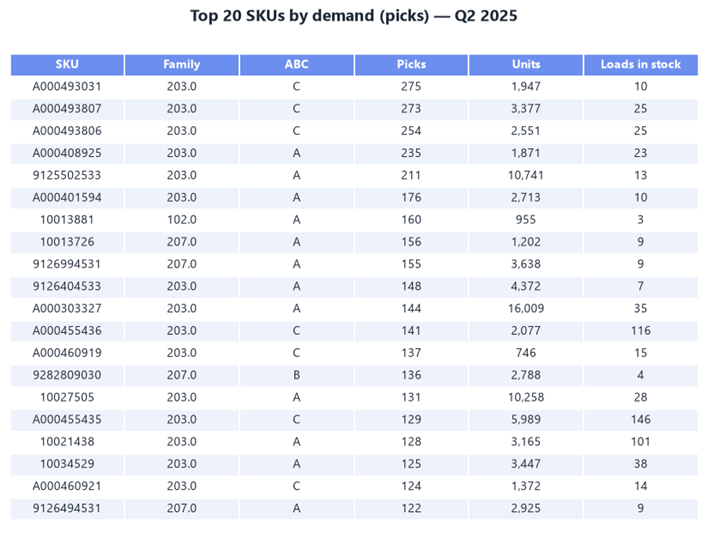 Top 20 SKUs by demand (picks) — Q2 2025
SKU Family ABC Picks Units Loads in stock
A000493031 203.0 C 275 1,947 10
A000493807 203.0 C 273 3,377 25
A000493806 203.0 C 254 2,551 25
A000408925 203.0 A 235 1,871 23
9125502533 203.0 A 211 10,741 13
A000401594 203.0 A 176 2,713 10
10013881 102.0 A 160 955 3
10013726 207.0 A 156 1,202 9
9126994531 207.0 A 155 3,638 9
9126404533 207.0 A 148 4,372 7
A000303327 203.0 A 144 16,009 35
A000455436 203.0 C 141 2,077 116
A000460919 203.0 C 137 746 15
9282809030 207.0 B 136 2,788 4
10027505 203.0 A 131 10,258 28
A000455435 203.0 C 129 5,989 146
10021438 203.0 A 128 3,165 101
10034529 203.0 A 125 3,447 38
A000460921 203.0 C 124 1,372 14
9126494531 207.0 A 122 2,925 9